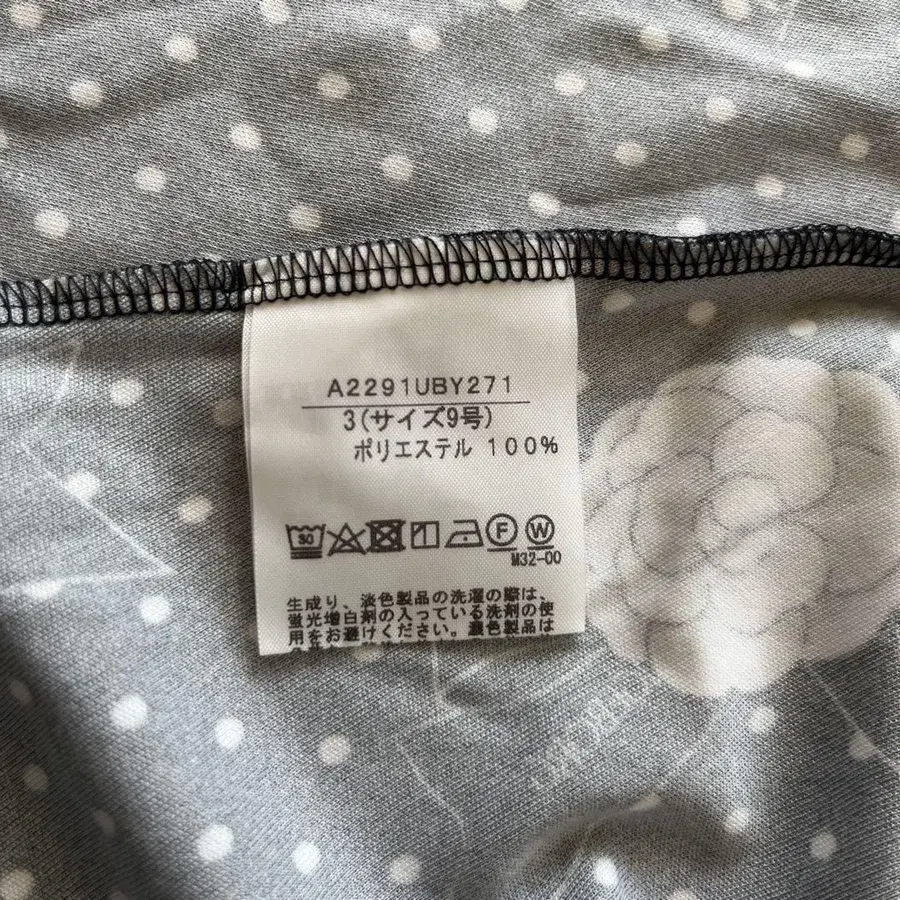 A2291UBY271
3(サイズ9号)
ポリエステル 100%
30
F W
M32-00
生成り、淡色製品の洗濯の際は、
蛍光増白剤の入っている洗剤の使
用をお避けください。濃色製品は